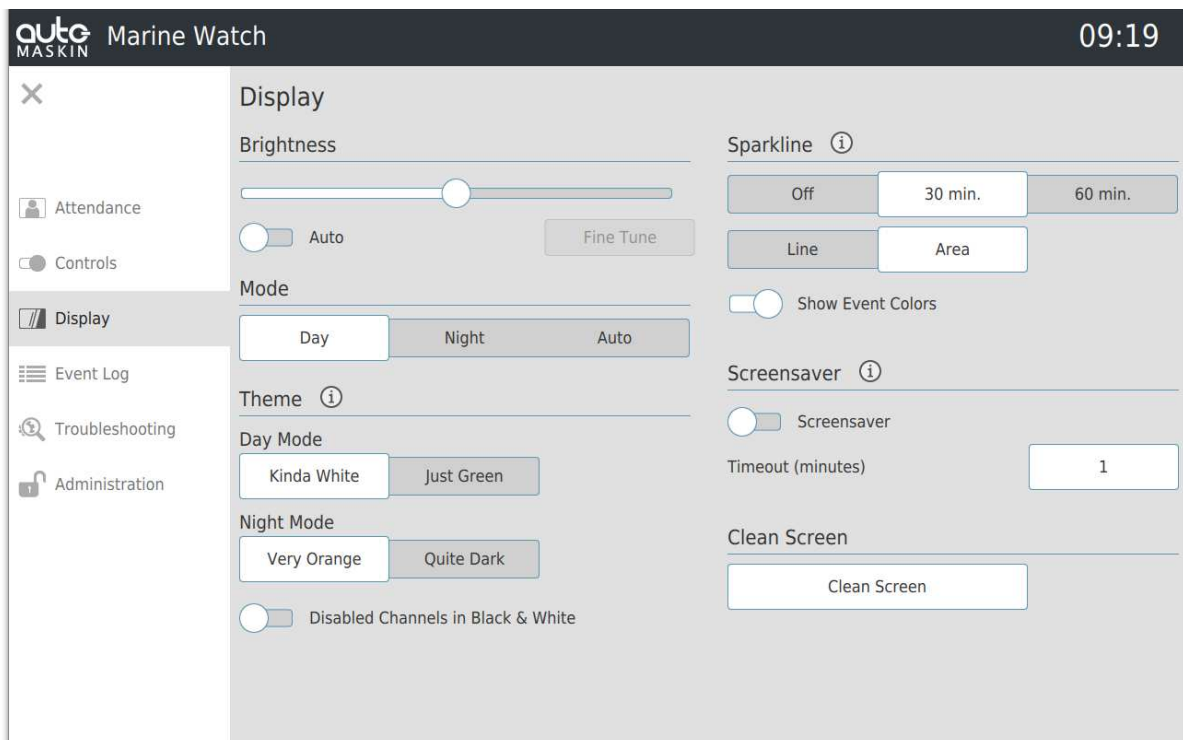 auto
MASKIN
Marine Watch
09:19
Attendance
Controls
Display
Event Log
Troubleshooting
Administration
Display
Brightness
Auto
Fine Tune
Mode
Day
Night
Auto
Theme
Day Mode
Kinda White
Just Green
Night Mode
Very Orange
Quite Dark
Disabled Channels in Black & White
Sparkline
Off
30 min.
60 min.
Line
Area
Show Event Colors
Screensaver
Screensaver
Timeout (minutes)
1
Clean Screen
Clean Screen